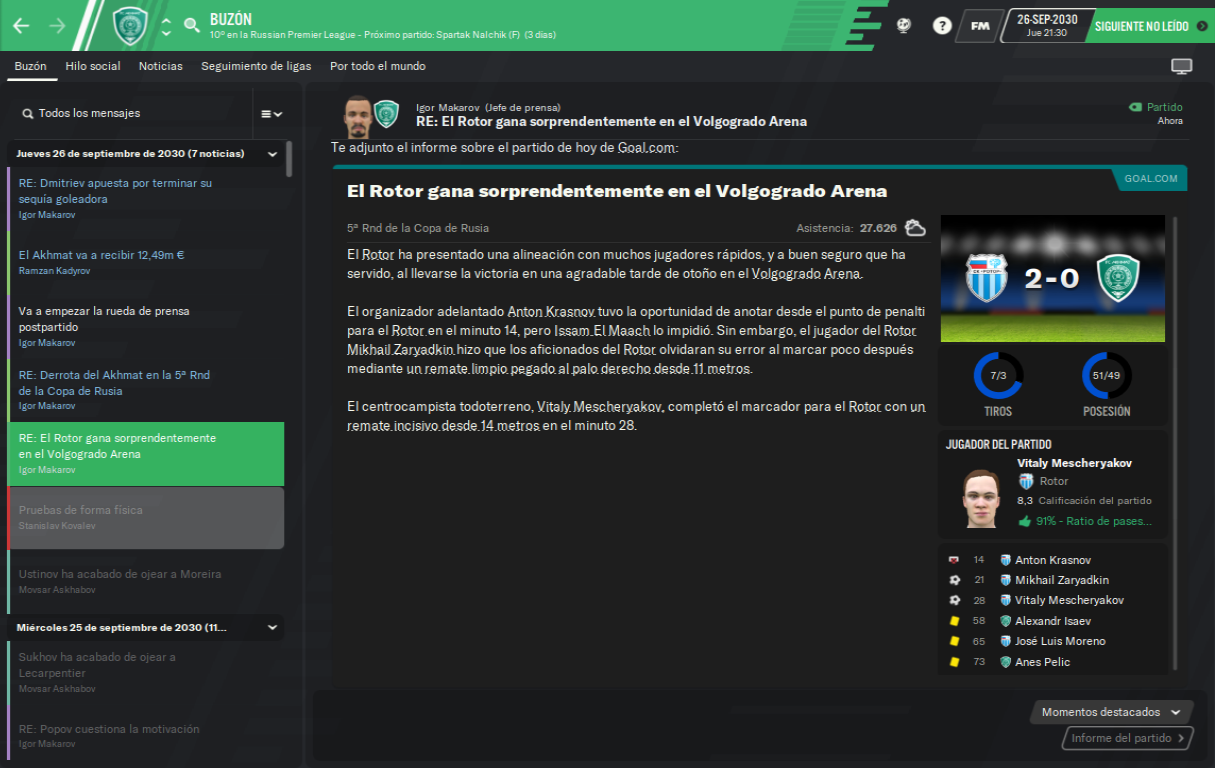 BUZÓN
10º en la Russian Premier League - Próximo partido: Spartak Nalchik (F) (3 días)
?
FM
26-SEP-2030
Jue 21:30
SIGUIENTE NO LEÍDO
Buzón
Hilo social
Noticias
Seguimiento de ligas
Por todo el mundo
Todos los mensajes
Jueves 26 de septiembre de 2030 (7 noticias)
RE: Dmitriev apuesta por terminar su
sequía goleadora
Igor Makarov
El Akhmat va a recibir 12,49m €
Ramzan Kadyrov
Va a empezar la rueda de prensa
postpartido
Igor Makarov
RE: Derrota del Akhmat en la 5ª Rnd
de la Copa de Rusia
Igor Makarov
RE: El Rotor gana sorprendentemente
en el Volgogrado Arena
Igor Makarov
Pruebas de forma física
Stanislav Kovalev
Ustinov ha acabado de ojear a Moreira
Movsar Askhabov
Miércoles 25 de septiembre de 2030 (11...
Sukhov ha acabado de ojear a
Lecarpentier
Movsar Askhabov
RE: Popov cuestiona la motivación
Igor Makarov
Igor Makarov (Jefe de prensa)
RE: El Rotor gana sorprendentemente en el Volgogrado Arena
Partido
Ahora
Te adjunto el informe sobre el partido de hoy de Goal.com:
GOAL.COM
El Rotor gana sorprendentemente en el Volgogrado Arena
5ª Rnd de la Copa de Rusia
Asistencia: 27.626
El Rotor ha presentado una alineación con muchos jugadores rápidos, y a buen seguro que ha
servido, al llevarse la victoria en una agradable tarde de otoño en el Volgogrado Arena.
El organizador adelantado Anton Krasnov tuvo la oportunidad de anotar desde el punto de penalti
para el Rotor en el minuto 14, pero Issam El Maach lo impidió. Sin embargo, el jugador del Rotor
Mikhail Zaryadkin hizo que los aficionados del Rotor olvidaran su error al marcar poco después
mediante un remate limpio pegado al palo derecho desde 11 metros.
El centrocampista todoterreno, Vitaly Mescheryakov, completó el marcador para el Rotor con un
remate incisivo desde 14 metros en el minuto 28.
2-0
7/3
TIROS
51/49
POSESIÓN
JUGADOR DEL PARTIDO
Vitaly Mescheryakov
Rotor
8,3 Calificación del partido
91% - Ratio de pases...
14 Anton Krasnov
21 Mikhail Zaryadkin
28 Vitaly Mescheryakov
58 Alexandr Isaev
65 José Luis Moreno
73 Anes Pelic
Momentos destacados
Informe del partido